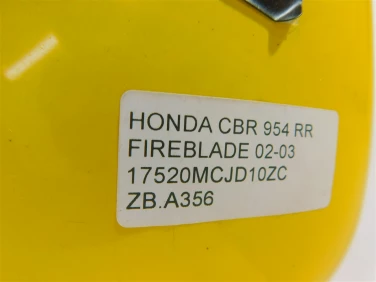 HONDA CBR 954 RR
FIREBLADE 02-03
17520MCJD10ZC
ZB.A356